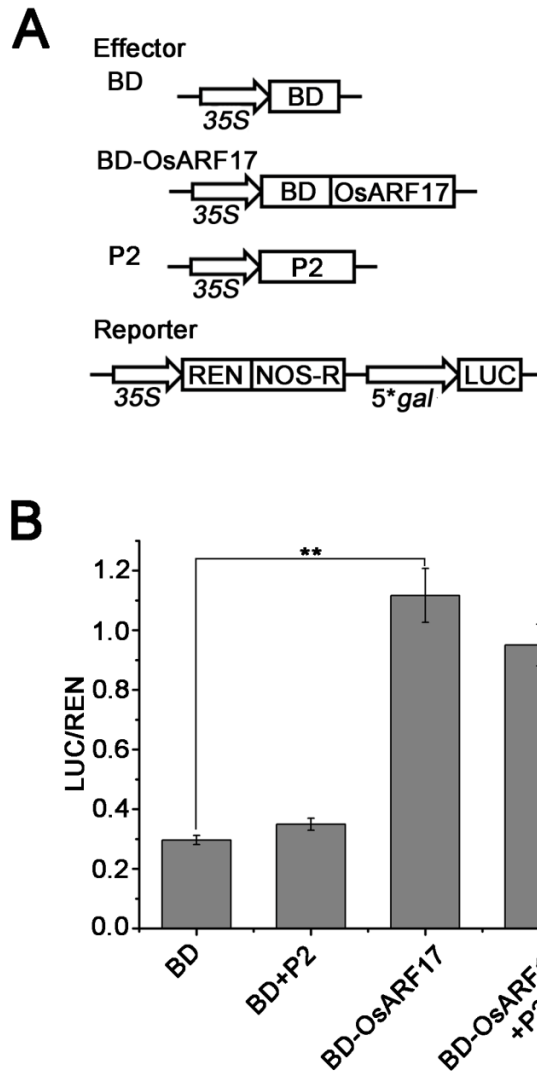 A
Effector
BD
BD
35S
BD-OsARF17
BD OsARF17
35S
P2
P2
35S
Reporter
REN NOS-R LUC
35S 5*gal
B
**
LUC/REN
1.2
1.0
0.8
0.6
0.4
0.2
0.0
BD
BD+P2
BD-OsARF17